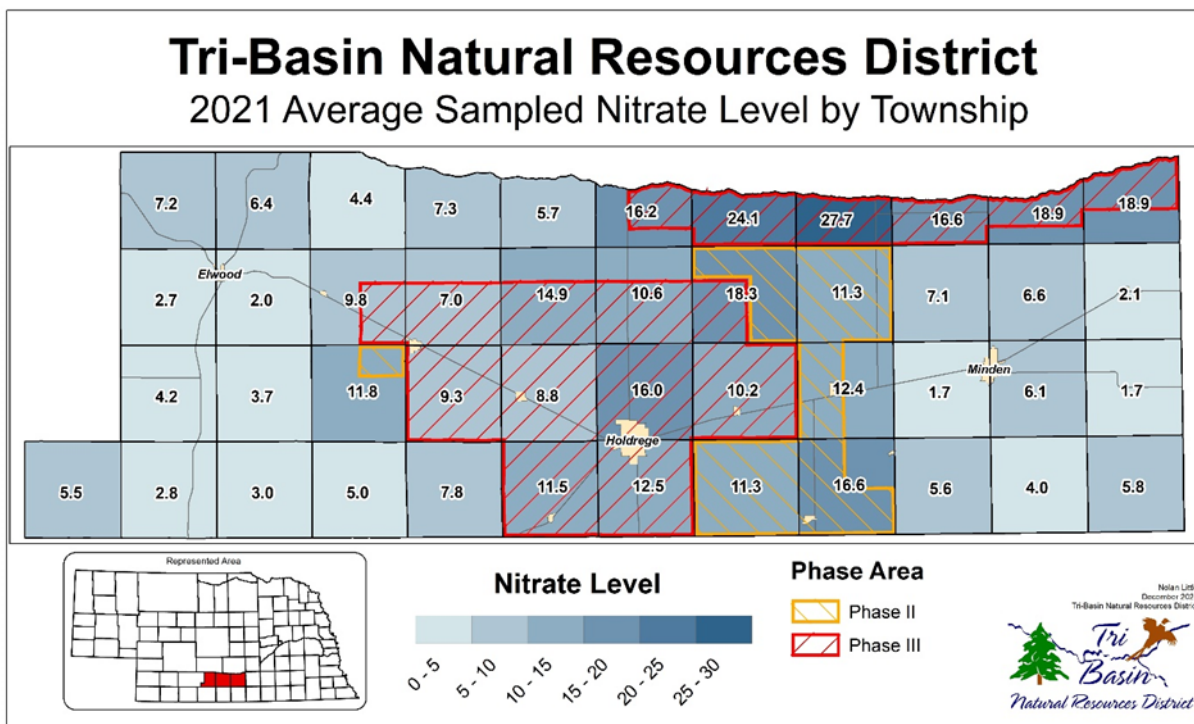 Tri-Basin Natural Resources District
2021 Average Sampled Nitrate Level by Township
7.2 6.4 4.4 7.3 5.7 16.2 24.1 27.7 16.6 18.9 18.9
Elwood
2.7 2.0 9.8 7.0 14.9 10.6 18.3 11.3 7.1 6.6 2.1
Minden
4.2 3.7 11.8 9.3 8.8 16.0 10.2 12.4 1.7 6.1 1.7
Holdrege
5.5 2.8 3.0 5.0 7.8 11.5 12.5 11.3 16.6 5.6 4.0 5.8
Represented Area
Nitrate Level
0 - 5 5 - 10 10 - 15 15 - 20 20 - 25 25 - 30
Phase Area
Phase II
Phase III
Nolan
December
Tri-Basin Natural Resources
Tri
Basin
Natural Resources District